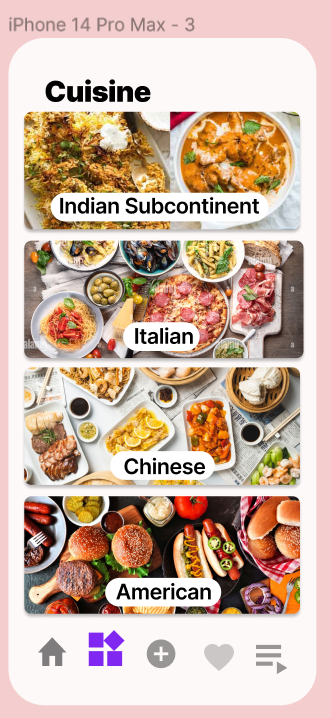 iPhone 14 Pro Max - 3
Cuisine
Indian Subcontinent
Italian
Chinese
American